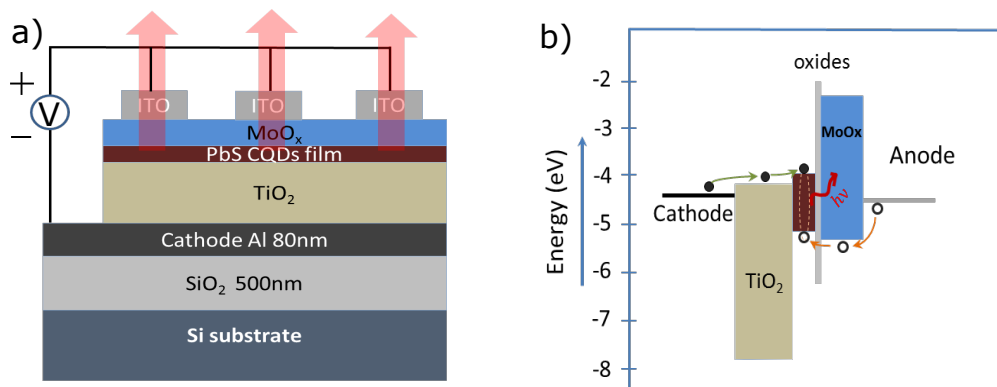 a)
+
V
−
ITO ITO ITO
MoOₓ
PbS CQDs film
TiO₂
Cathode Al 80nm
SiO₂ 500nm
Si substrate
b)
oxides
-2
-3
-4
-5
-6
-7
-8
Energy (eV)
MoOx
Anode
Cathode
hν
TiO₂